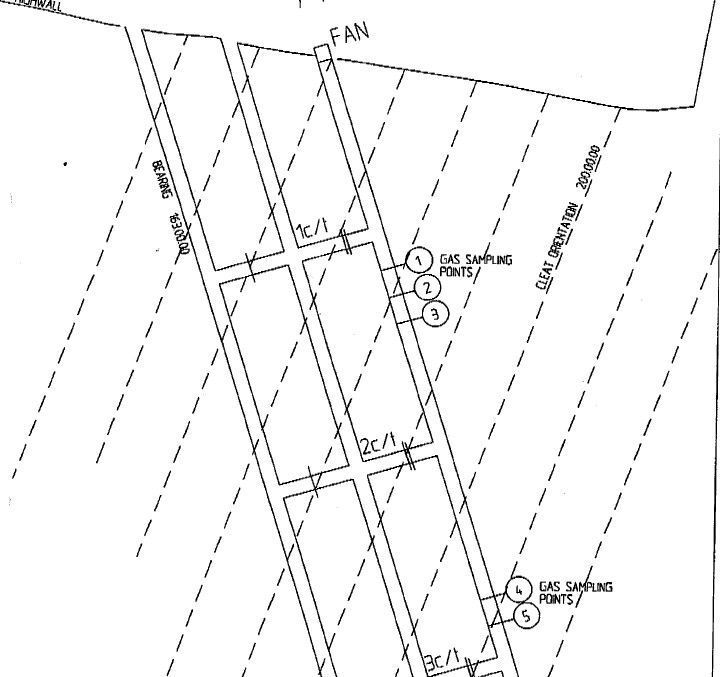 HIGHWALL
FAN
BEARING 163.00.00
CLEAT ORIENTATION 200.00.00
1c/t
1
GAS SAMPLING
POINTS
2
3
2c/t
4
GAS SAMPLING
POINTS
5
3c/t